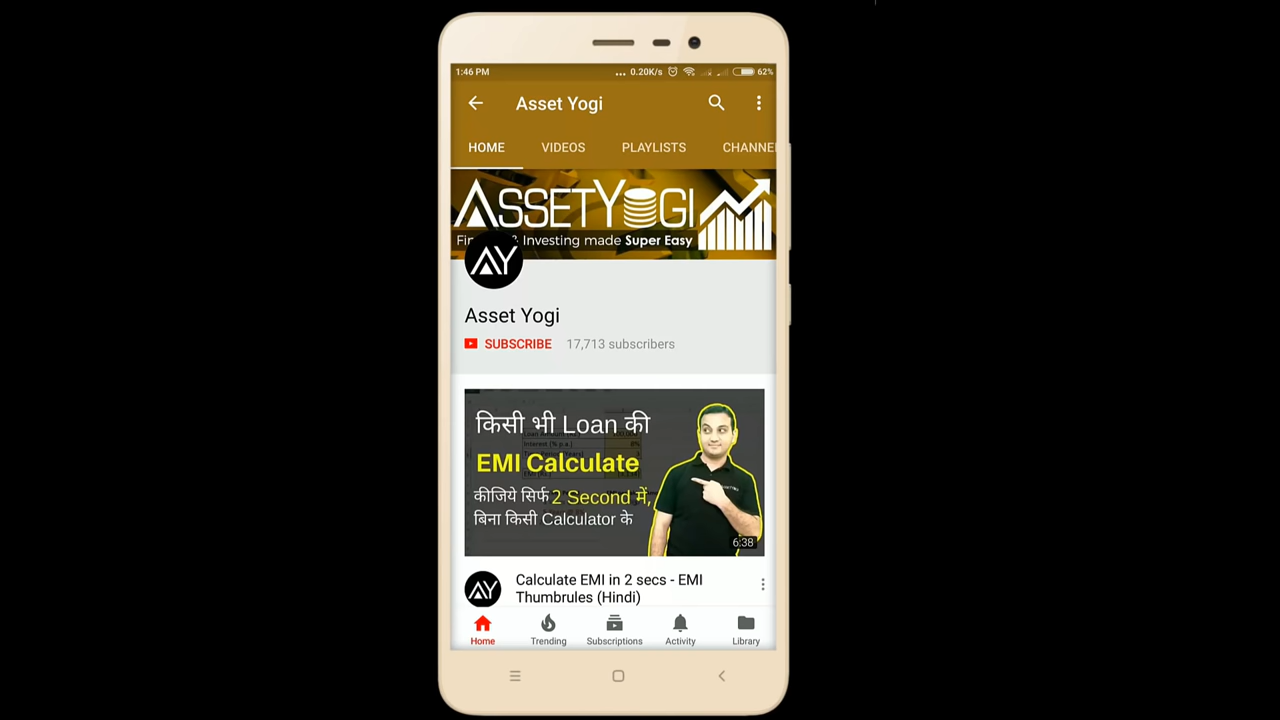 1:46 PM
... 0.20K/s
62%
Asset Yogi
HOME
VIDEOS
PLAYLISTS
CHANNE
ASSETYOGI
& Investing made Super Easy
AY
Asset Yogi
SUBSCRIBE
17,713 subscribers
किसी भी Loan की
EMI Calculate
कीजिये सिर्फ 2 Second में,
बिना किसी Calculator के
6:38
AY
Calculate EMI in 2 secs - EMI
Thumbrules (Hindi)
Home
Trending
Subscriptions
Activity
Library